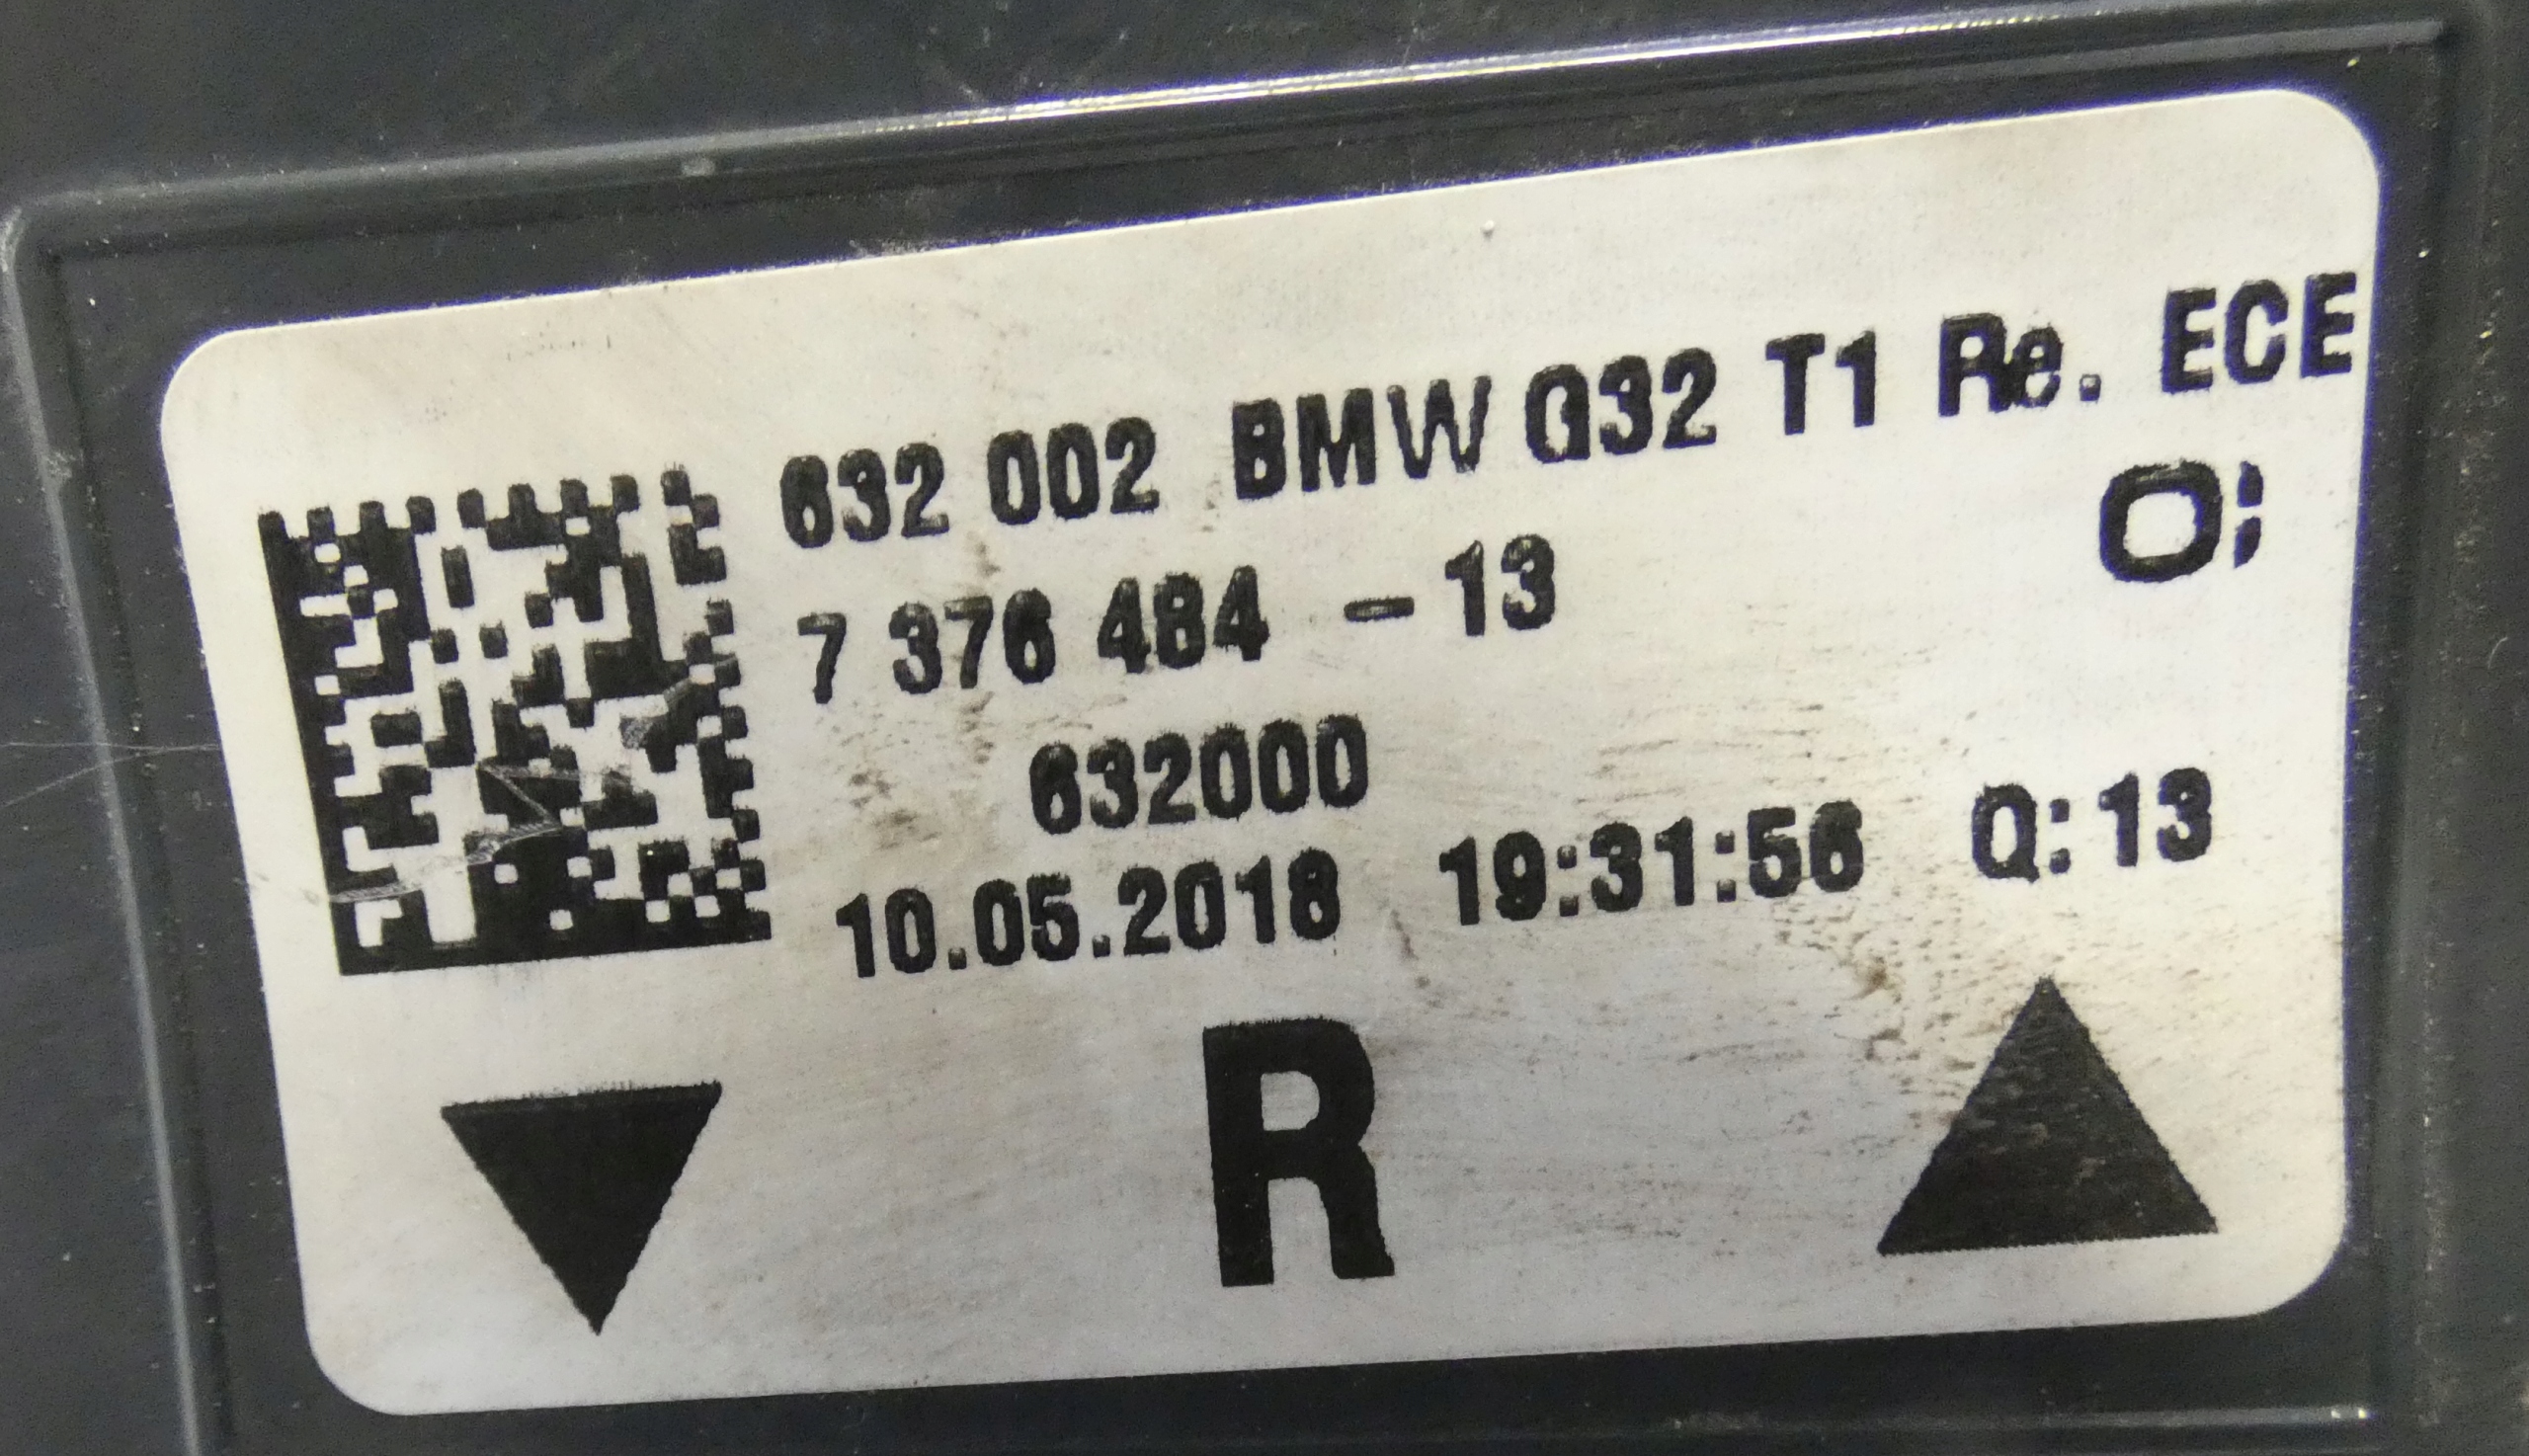 632 002 BMW G32 T1 Re. ECE
7 376 484 - 13
632000
10.05.2018 19:31:56 Q: 13
R